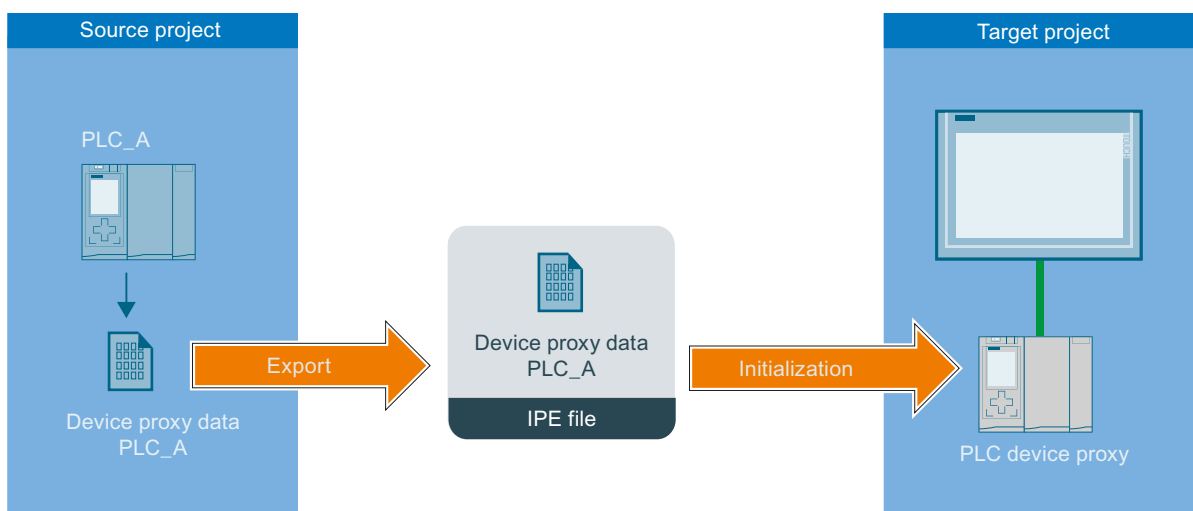 Source project
PLC_A
Device proxy data
PLC_A
Export
Device proxy data
PLC_A
IPE file
Initialization
Target project
TOUCH
PLC device proxy